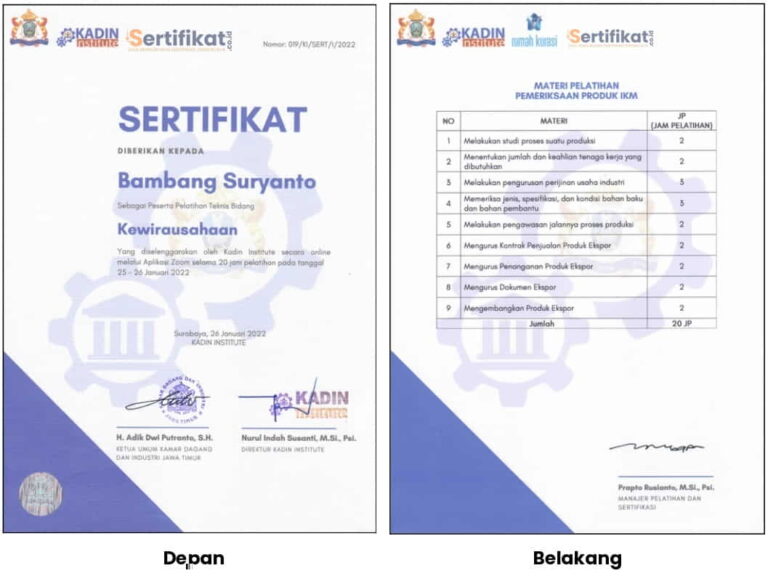 KADIN
institute
Sertifikat
.co.id
Nomor: 019/KI/SERT/I/2022
SERTIFIKAT
DIBERIKAN KEPADA
Bambang Suryanto
Sebagai Peserta Pelatihan Teknis Bidang
Kewirausahaan
Yang diselenggarakan oleh Kadin Institute secara online
melalui Aplikasi Zoom selama 20 jam pelatihan pada tanggal
25 - 26 Januari 2022
Surabaya, 26 Januari 2022
KADIN INSTITUTE
KADIN
H. Adik Dwi Putranto, S.H.
KETUA UMUM KAMAR DAGANG
DAN INDUSTRI JAWA TIMUR
Nurul Indah Susanti, M.Si., Psi.
DIREKTUR KADIN INSTITUTE
Depan
KADIN
institute
rumah kurasi
Sertifikat
.co.id
MATERI PELATIHAN
PEMERIKSAAN PRODUK IKM
NO MATERI JP
(JAM PELATIHAN)
1 Melakukan studi proses suatu produksi 2
2 Menentukan jumlah dan keahlian tenaga kerja yang
dibutuhkan 2
3 Melakukan pengurusan perijinan usaha industri 3
4 Memeriksa jenis, spesifikasi, dan kondisi bahan baku
dan bahan pembantu 3
5 Melakukan pengawasan jalannya proses produksi 2
6 Mengurus Kontrak Penjualan Produk Ekspor 2
7 Mengurus Penanganan Produk Ekspor 2
8 Mengurus Dokumen Ekspor 2
9 Mengembangkan Produk Ekspor 2
Jumlah 20 JP
Prapto Rusianto, M.Si., Psi.
MANAJER PELATIHAN DAN
SERTIFIKASI
Belakang